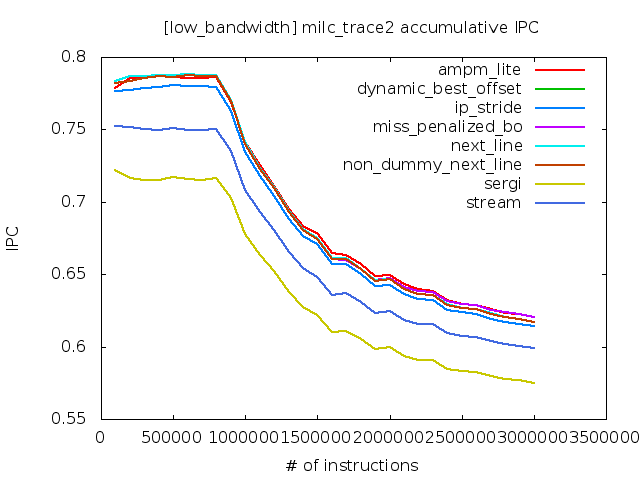 [low_bandwidth] milc_trace2 accumulative IPC
0.8
0.75
0.7
0.65
0.6
0.55
IPC
ampm_lite
dynamic_best_offset
ip_stride
miss_penalized_bo
next_line
non_dummy_next_line
sergi
stream
0 500000 1000000 1500000 2000000 2500000 3000000 3500000
# of instructions